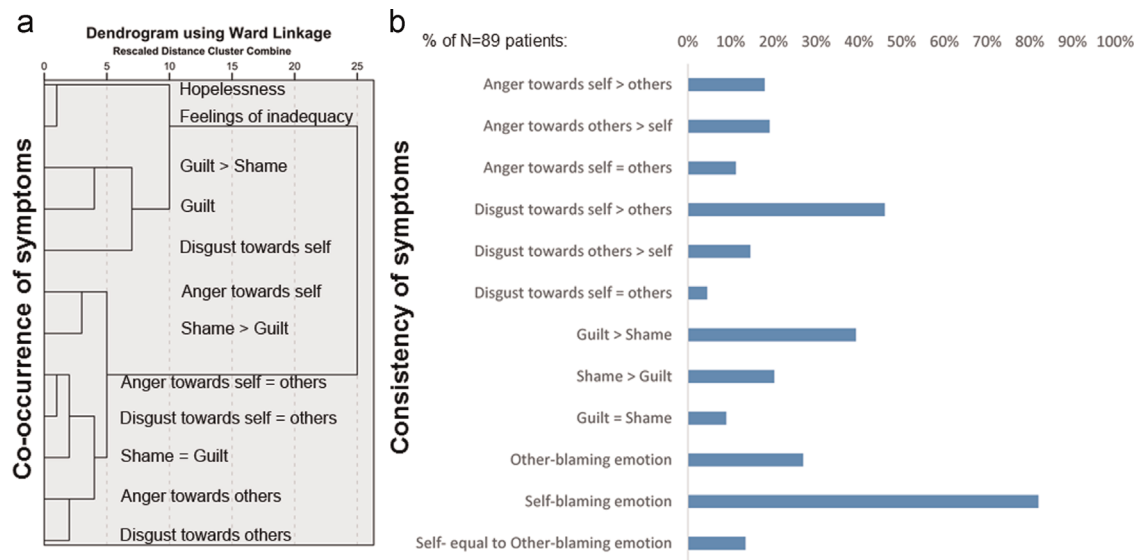 a
Dendrogram using Ward Linkage
Rescaled Distance Cluster Combine
0 5 10 15 20 25
Co-occurrence of symptoms
Hopelessness
Feelings of inadequacy
Guilt > Shame
Guilt
Disgust towards self
Anger towards self
Shame > Guilt
Anger towards self = others
Disgust towards self = others
Shame = Guilt
Anger towards others
Disgust towards others
b
% of N=89 patients:
0% 10% 20% 30% 40% 50% 60% 70% 80% 90% 100%
Consistency of symptoms
Anger towards self > others
Anger towards others > self
Anger towards self = others
Disgust towards self > others
Disgust towards others > self
Disgust towards self = others
Guilt > Shame
Shame > Guilt
Guilt = Shame
Other-blaming emotion
Self-blaming emotion
Self- equal to Other-blaming emotion